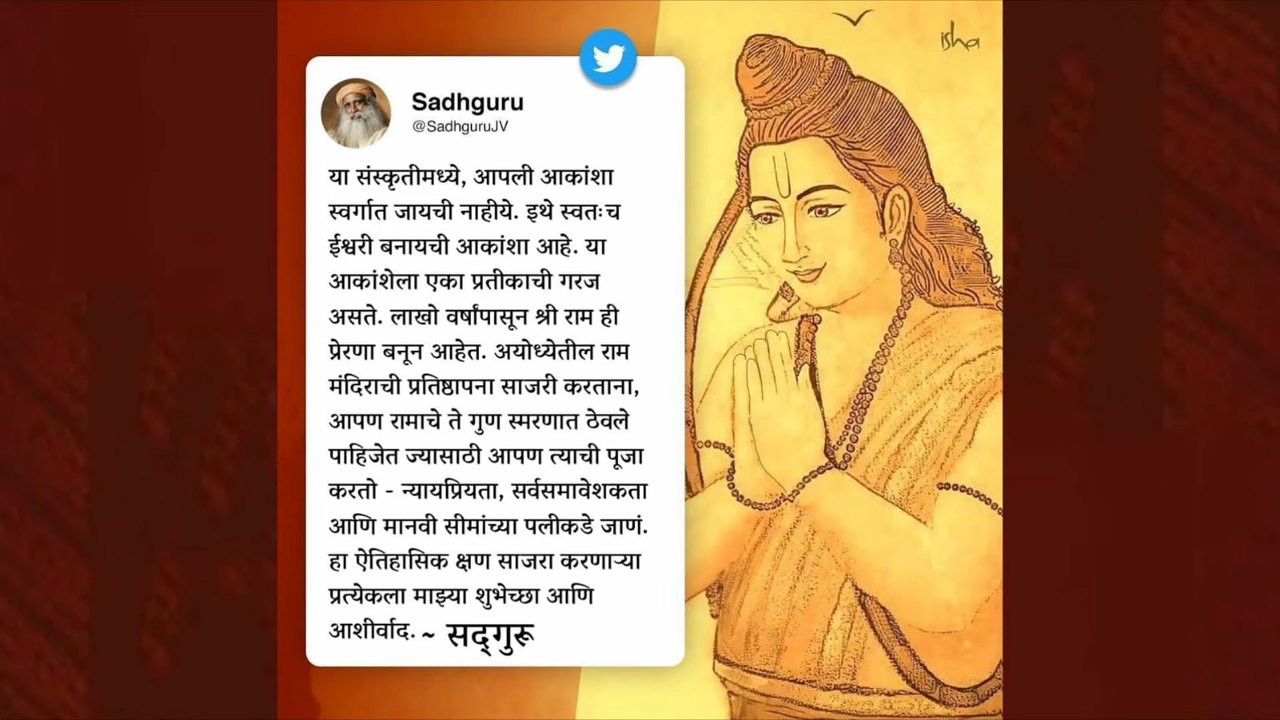 isha
Sadhguru
@SadhguruJV
या संस्कृतीमध्ये, आपली आकांशा
स्वर्गात जायची नाहीये. इथे स्वतःच
ईश्वरी बनायची आकांशा आहे. या
आकांशेला एका प्रतीकाची गरज
असते. लाखो वर्षांपासून श्री राम ही
प्रेरणा बनून आहेत. अयोध्येतील राम
मंदिराची प्रतिष्ठापना साजरी करताना,
आपण रामाचे ते गुण स्मरणात ठेवले
पाहिजेत ज्यासाठी आपण त्याची पूजा
करतो - न्यायप्रियता, सर्वसमावेशकता
आणि मानवी सीमांच्या पलीकडे जाणं.
हा ऐतिहासिक क्षण साजरा करणाऱ्या
प्रत्येकला माझ्या शुभेच्छा आणि
आशीर्वाद. ~ सद्‌गुरू